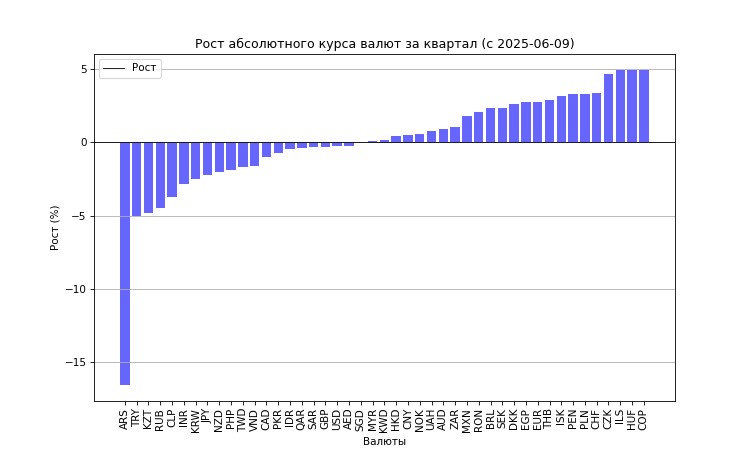 Рост абсолютного курса валют за квартал (с 2025-06-09)
Рост
5
0
−5
−10
−15
Рост (%)
ARS TRY KZT RUB CLP INR KRW JPY NZD PHP TWD VND CAD PKR IDR QAR SAR GBP USD AED SGD MYR KWD HKD CNY NOK UAH AUD ZAR MXN RON BRL SEK DKK EGP EUR THB ISK PEN PLN CHF CZK ILS HUF COP
Валюты